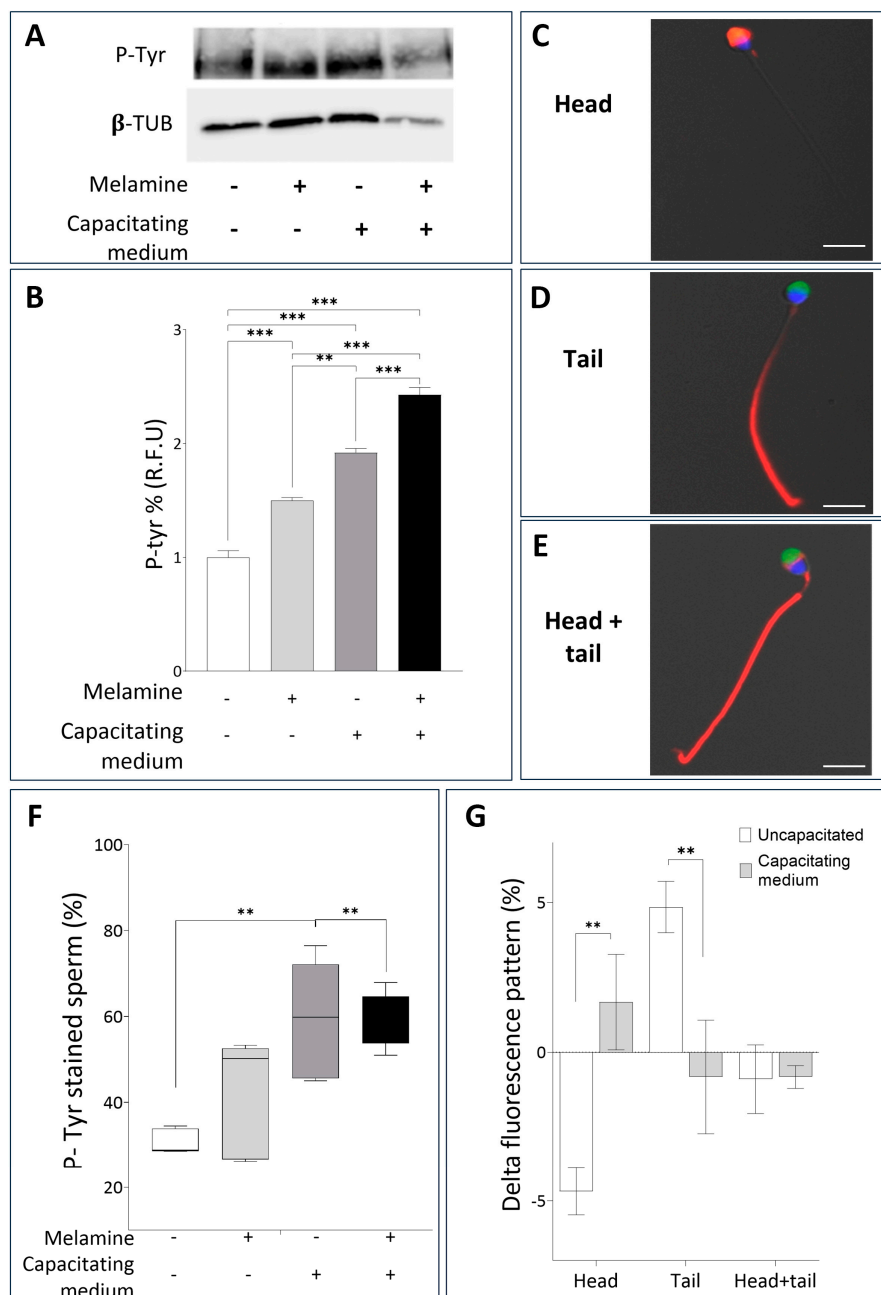 A
P-Tyr
β-TUB
Melamine - + - +
Capacitating
medium - - + +
B
P-tyr % (R.F.U)
3
2
1
0
***
***
***
***
**
***
Melamine - + - +
Capacitating
medium - - + +
C
Head
D
Tail
E
Head +
tail
F
P- Tyr stained sperm (%)
100
80
60
40
20
**
**
Melamine - + - +
Capacitating
medium - - + +
G
Uncapacitated
Capacitating
medium
Delta fluorescence pattern (%)
5
0
-5
**
**
Head Tail Head+tail